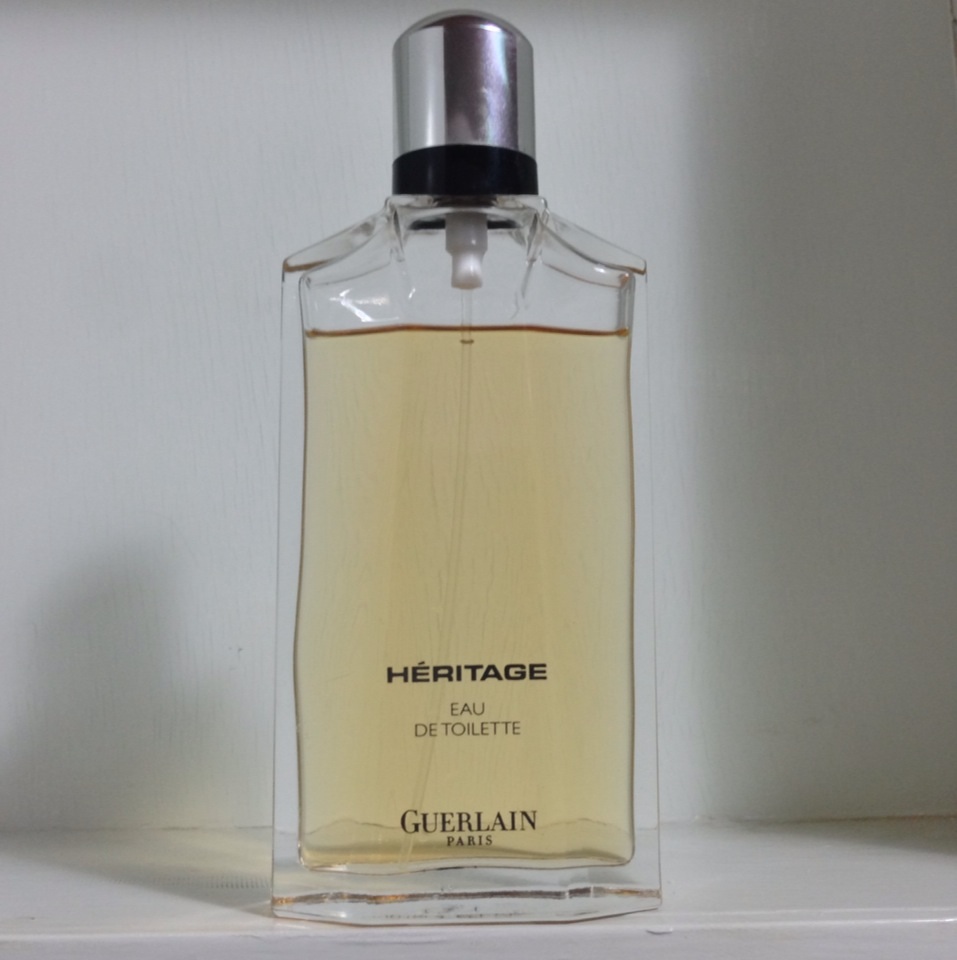 HÉRITAGE
EAU
DE TOILETTE
GUERLAIN
PARIS